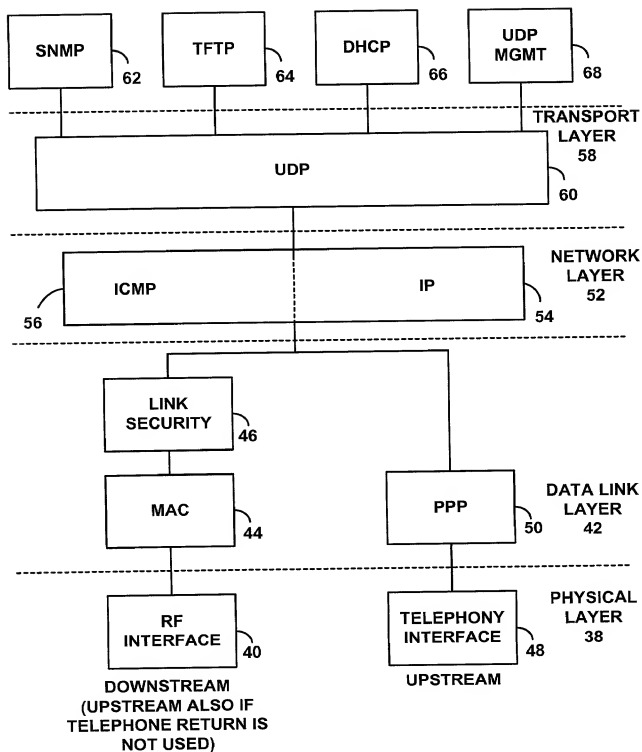 SNMP
62
TFTP
64
DHCP
66
UDP
MGMT
68
TRANSPORT
LAYER
58
UDP
60
NETWORK
LAYER
52
ICMP
56
IP
54
LINK
SECURITY
46
MAC
44
PPP
50
DATA LINK
LAYER
42
PHYSICAL
LAYER
38
RF
INTERFACE
40
TELEPHONY
INTERFACE
48
DOWNSTREAM
(UPSTREAM ALSO IF
TELEPHONE RETURN IS
NOT USED)
UPSTREAM